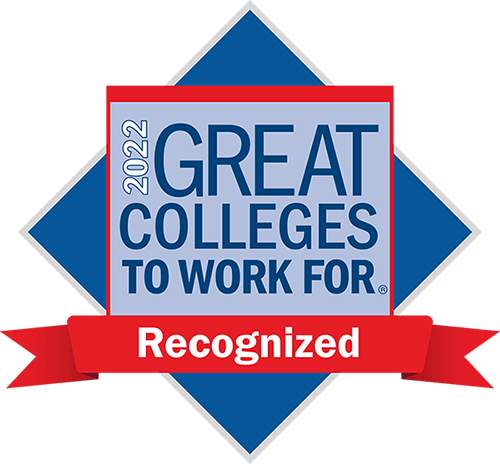 2022
GREAT
COLLEGES
TO WORK FOR®
Recognized